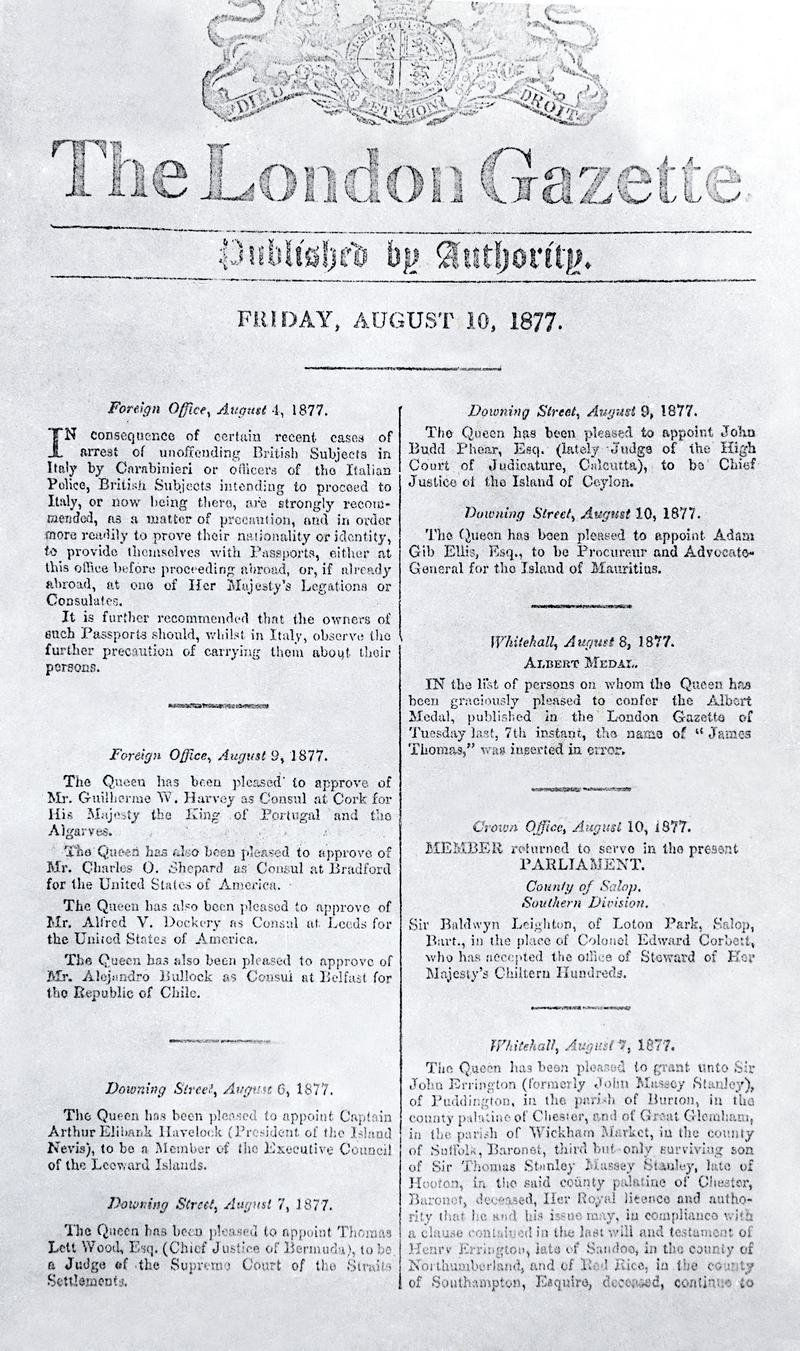 DIEU ET MON DROIT
The London Gazette.
Published by Authority.
FRIDAY, AUGUST 10, 1877.
Foreign Office, August 4, 1877.
IN consequence of certain recent cases of
arrest of unoffending British Subjects in
Italy by Carabinieri or officers of the Italian
Police, British Subjects intending to proceed to
Italy, or now being there, are strongly recom-
mended, as a matter of precaution, and in order
more readily to prove their nationality or identity,
to provide themselves with Passports, either at
this office before proceeding abroad, or, if already
abroad, at one of Her Majesty's Legations or
Consulates.
It is further recommended that the owners of
such Passports should, whilst in Italy, observe the
further precaution of carrying them about their
persons.
Foreign Office, August 9, 1877.
The Queen has been pleased to approve of
Mr. Guilherme W. Harvey as Consul at Cork for
His Majesty the King of Portugal and the
Algarves.
The Queen has also been pleased to approve of
Mr. Charles O. Shepard as Consul at Bradford
for the United States of America.
The Queen has also been pleased to approve of
Mr. Alfred V. Dockery as Consul at Leeds for
the United States of America.
The Queen has also been pleased to approve of
Mr. Alejandro Bullock as Consul at Belfast for
the Republic of Chile.
Downing Street, August 6, 1877.
The Queen has been pleased to appoint Captain
Arthur Elibank Havelock (President of the Island
Nevis), to be a Member of the Executive Council
of the Leeward Islands.
Downing Street, August 7, 1877.
The Queen has been pleased to appoint Thomas
Lett Wood, Esq. (Chief Justice of Bermuda), to be
a Judge of the Supreme Court of the Straits
Settlements.
Downing Street, August 9, 1877.
The Queen has been pleased to appoint John
Budd Phear, Esq. (lately Judge of the High
Court of Judicature, Calcutta), to be Chief
Justice of the Island of Ceylon.
Downing Street, August 10, 1877.
The Queen has been pleased to appoint Adam
Gib Ellis, Esq., to be Procureur and Advocate-
General for the Island of Mauritius.
Whitehall, August 8, 1877.
ALBERT MEDAL.
IN the list of persons on whom the Queen has
been graciously pleased to confer the Albert
Medal, published in the London Gazette of
Tuesday last, 7th instant, the name of "James
Thomas," was inserted in error.
Crown Office, August 10, 1877.
MEMBER returned to serve in the present
PARLIAMENT.
County of Salop.
Southern Division.
Sir Baldwyn Leighton, of Loton Park, Salop,
Bart., in the place of Colonel Edward Corbett,
who has accepted the office of Steward of Her
Majesty's Chiltern Hundreds.
Whitehall, August 7, 1877.
The Queen has been pleased to grant unto Sir
John Errington (formerly John Massey Stanley),
of Puddington, in the parish of Burton, in the
county palatine of Chester, and of Great Glemham,
in the parish of Wickham Market, in the county
of Suffolk, Baronet, third but only surviving son
of Sir Thomas Stanley Massey Stanley, late of
Hooton, in the said county palatine of Chester,
Baronet, deceased, Her Royal licence and autho-
rity that he and his issue may, in compliance with
a clause contained in the last will and testament of
Henry Errington, late of Sandoe, in the county of
Northumberland, and of Red Rice, in the county
of Southampton, Esquire, deceased, continue to